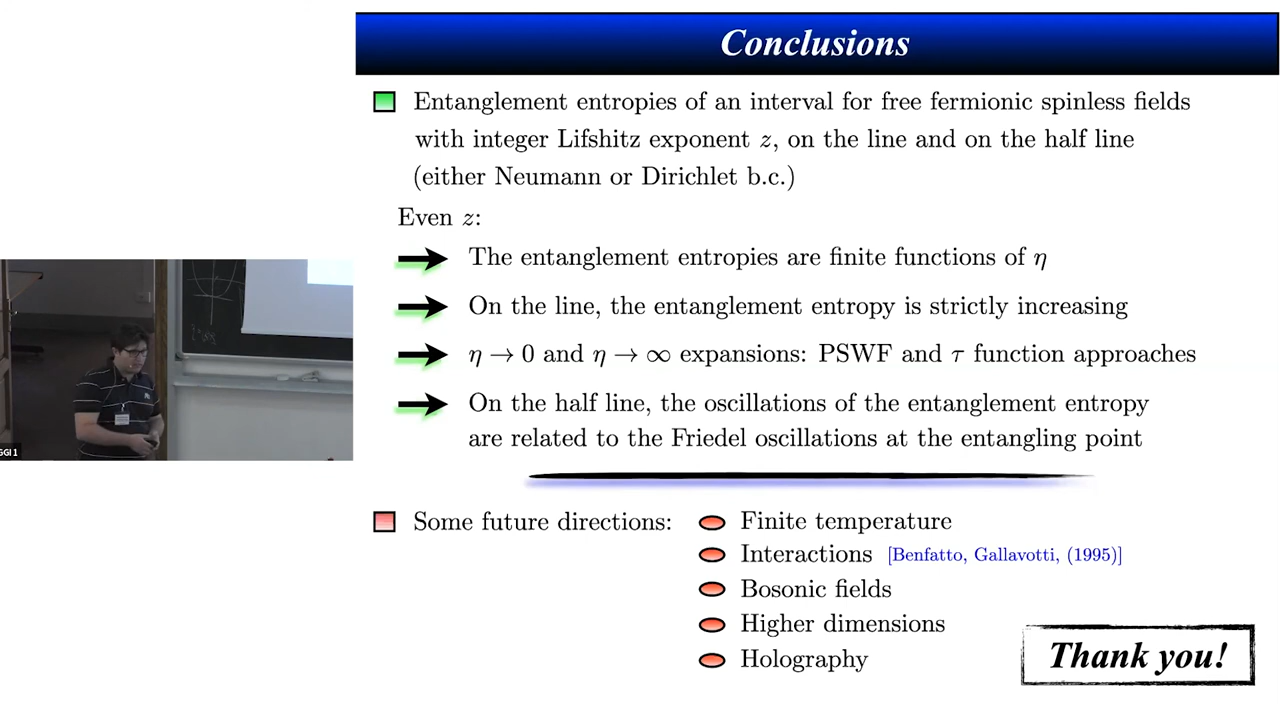 Conclusions
Entanglement entropies of an interval for free fermionic spinless fields
with integer Lifshitz exponent z, on the line and on the half line
(either Neumann or Dirichlet b.c.)
Even z:
The entanglement entropies are finite functions of η
On the line, the entanglement entropy is strictly increasing
η → 0 and η → ∞ expansions: PSWF and τ function approaches
On the half line, the oscillations of the entanglement entropy
are related to the Friedel oscillations at the entangling point
Some future directions:
Finite temperature
Interactions [Benfatto, Gallavotti, (1995)]
Bosonic fields
Higher dimensions
Holography
Thank you!
GGI 1